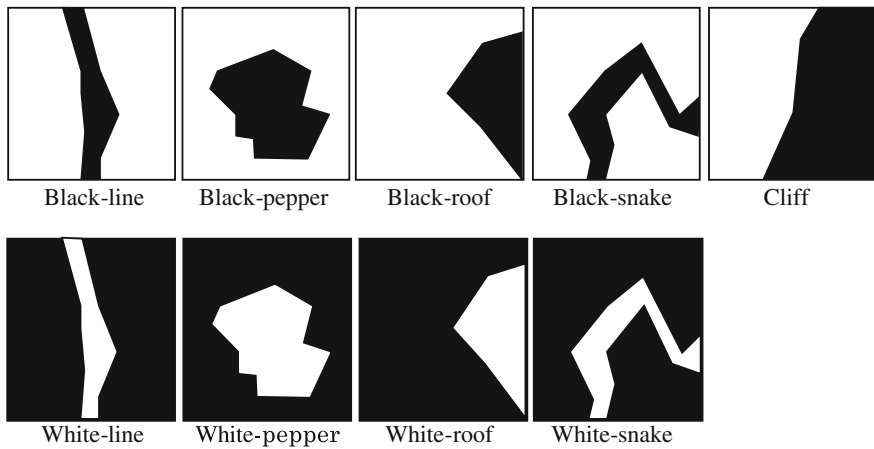 Black-line Black-pepper Black-roof Black-snake Cliff
White-line White-pepper White-roof White-snake